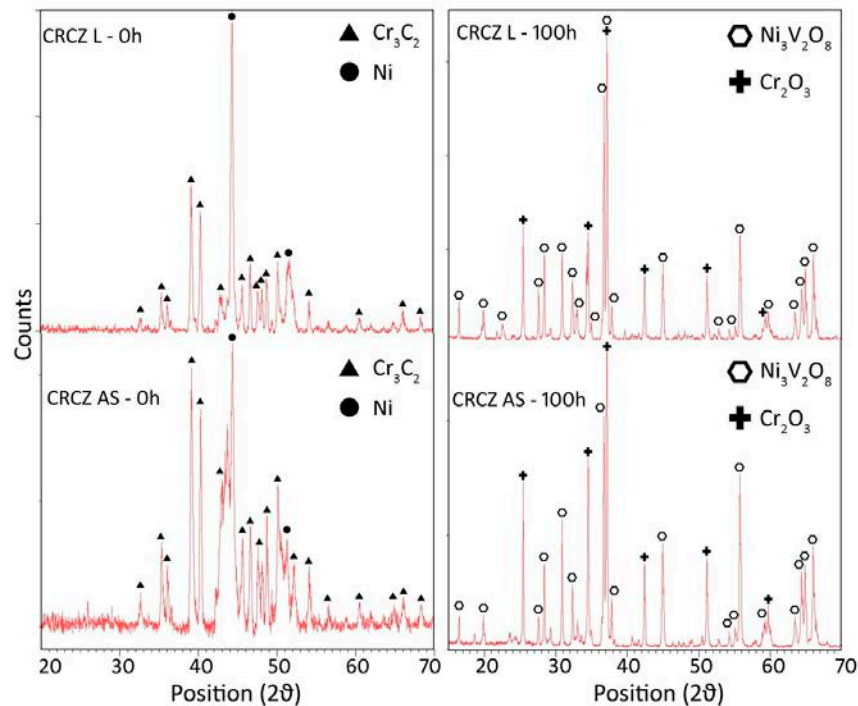 CRCZ L - 0h
Cr₃C₂
Ni
CRCZ AS - 0h
Cr₃C₂
Ni
Counts
20 30 40 50 60 70
Position (2ϑ)
CRCZ L - 100h
Ni₃V₂O₈
Cr₂O₃
CRCZ AS - 100h
Ni₃V₂O₈
Cr₂O₃
20 30 40 50 60 70
Position (2ϑ)